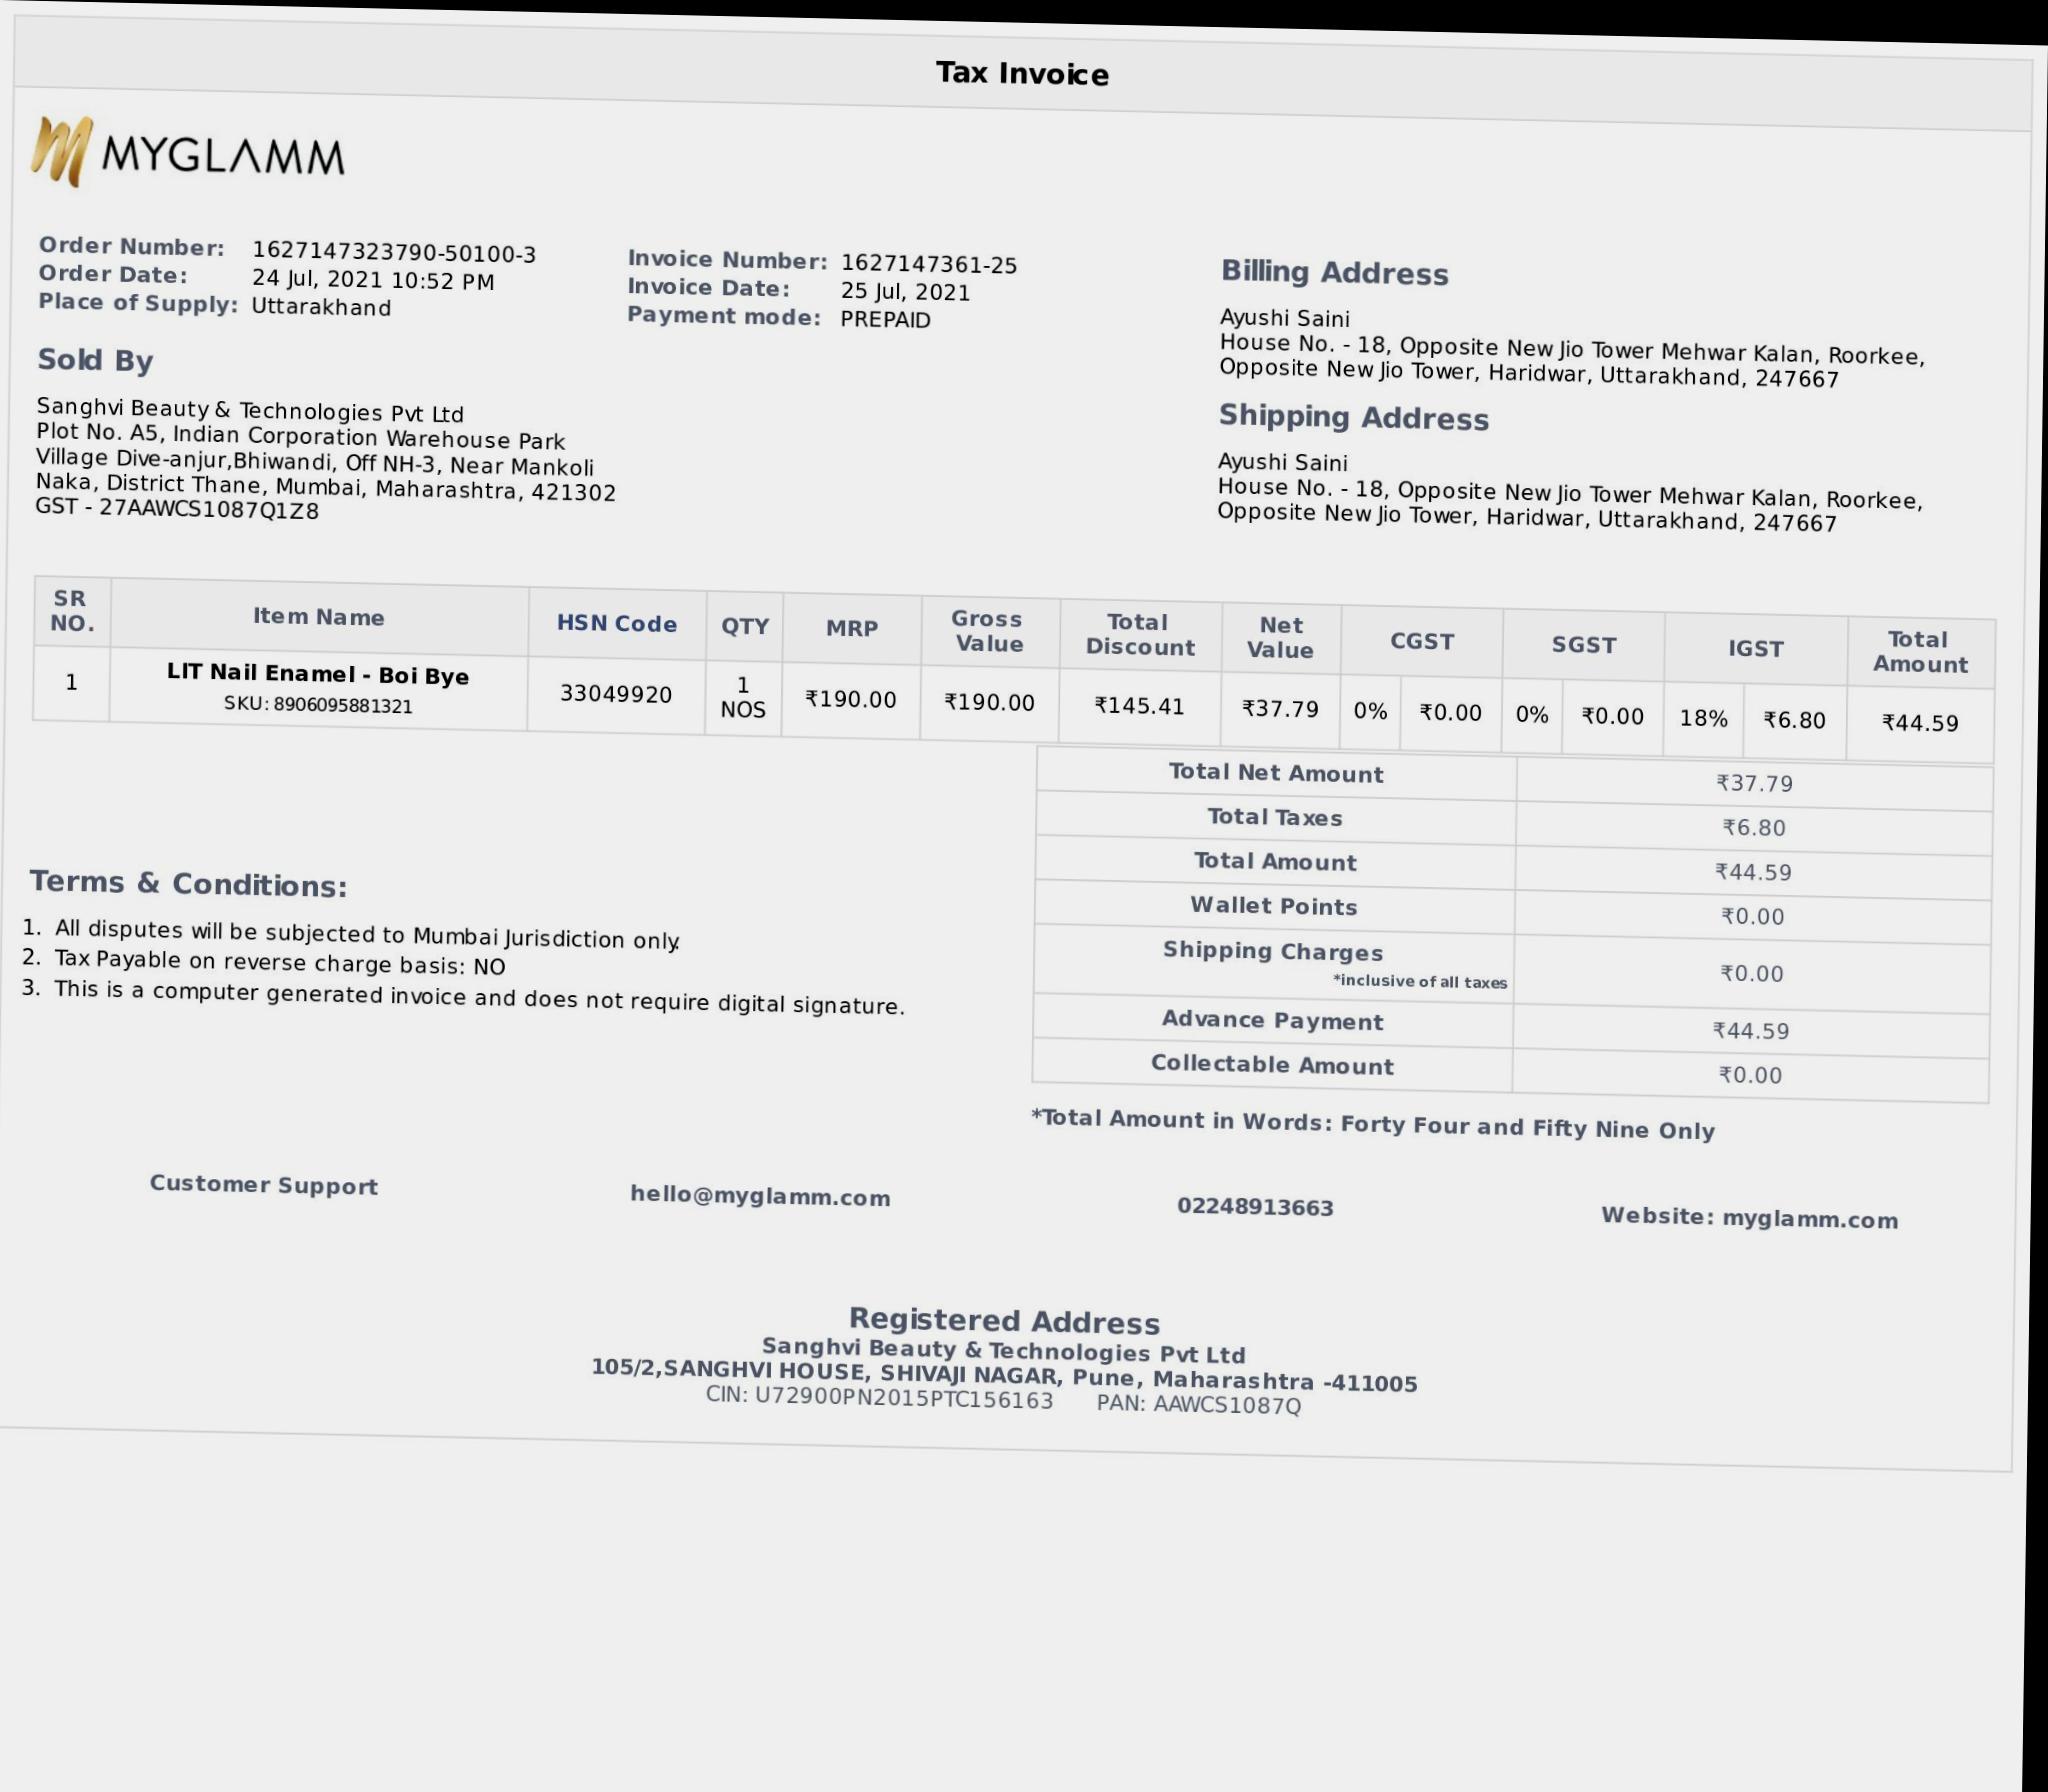 Tax Invoice
MYGLAMM
Order Number: 1627147323790-50100-3
Order Date: 24 Jul, 2021 10:52 PM
Place of Supply: Uttarakhand
Invoice Number: 1627147361-25
Invoice Date: 25 Jul, 2021
Payment mode: PREPAID
Sold By
Sanghvi Beauty & Technologies Pvt Ltd
Plot No. A5, Indian Corporation Warehouse Park
Village Dive-anjur,Bhiwandi, Off NH-3, Near Mankoli
Naka, District Thane, Mumbai, Maharashtra, 421302
GST - 27AAWCS1087Q1Z8
Billing Address
Ayushi Saini
House No. - 18, Opposite New Jio Tower Mehwar Kalan, Roorkee,
Opposite New Jio Tower, Haridwar, Uttarakhand, 247667
Shipping Address
Ayushi Saini
House No. - 18, Opposite New Jio Tower Mehwar Kalan, Roorkee,
Opposite New Jio Tower, Haridwar, Uttarakhand, 247667
SR NO. Item Name HSN Code QTY MRP Gross Value Total Discount Net Value CGST SGST IGST Total Amount
1 LIT Nail Enamel - Boi Bye SKU: 8906095881321 33049920 1 NOS ₹190.00 ₹190.00 ₹145.41 ₹37.79 0% ₹0.00 0% ₹0.00 18% ₹6.80 ₹44.59
Total Net Amount ₹37.79
Total Taxes ₹6.80
Total Amount ₹44.59
Wallet Points ₹0.00
Shipping Charges *inclusive of all taxes ₹0.00
Advance Payment ₹44.59
Collectable Amount ₹0.00
*Total Amount in Words: Forty Four and Fifty Nine Only
Terms & Conditions:
1. All disputes will be subjected to Mumbai Jurisdiction only.
2. Tax Payable on reverse charge basis: NO
3. This is a computer generated invoice and does not require digital signature.
Customer Support hello@myglamm.com 02248913663 Website: myglamm.com
Registered Address
Sanghvi Beauty & Technologies Pvt Ltd
105/2,SANGHVI HOUSE, SHIVAJI NAGAR, Pune, Maharashtra -411005
CIN: U72900PN2015PTC156163 PAN: AAWCS1087Q